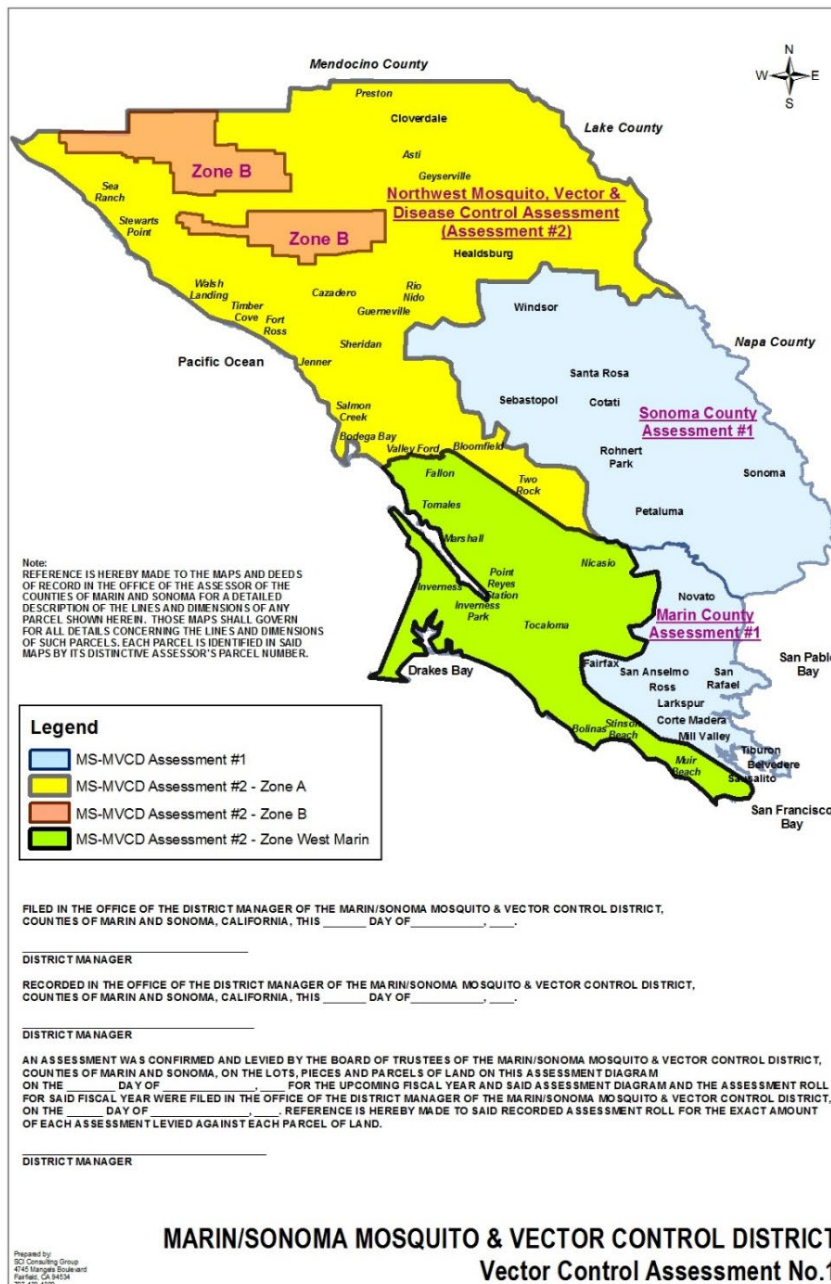 Mendocino County
N
W E
S
Preston
Cloverdale
Lake County
Asti
Zone B
Geyserville
Sea
Ranch
Northwest Mosquito, Vector &
Disease Control Assessment
(Assessment #2)
Stewarts
Point
Zone B
Healdsburg
Walsh
Landing
Cazadero
Rio
Nido
Timber
Cove
Fort
Ross
Guerneville
Windsor
Napa County
Sheridan
Pacific Ocean
Jenner
Santa Rosa
Sebastopol
Cotati
Sonoma County
Assessment #1
Salmon
Creek
Bodega Bay
Valley Ford
Bloomfield
Rohnert
Park
Sonoma
Fallon
Two
Rock
Tomales
Petaluma
Marshall
Note:
REFERENCE IS HEREBY MADE TO THE MAPS AND DEEDS
OF RECORD IN THE OFFICE OF THE ASSESSOR OF THE
COUNTIES OF MARIN AND SONOMA FOR A DETAILED
DESCRIPTION OF THE LINES AND DIMENSIONS OF ANY
PARCEL SHOWN HEREIN. THOSE MAPS SHALL GOVERN
FOR ALL DETAILS CONCERNING THE LINES AND DIMENSIONS
OF SUCH PARCELS. EACH PARCEL IS IDENTIFIED IN SAID
MAPS BY ITS DISTINCTIVE ASSESSOR'S PARCEL NUMBER.
Nicasio
Point
Reyes
Station
Inverness
Inverness
Park
Novato
Marin County
Assessment #1
Tocaloma
Drakes Bay
Fairfax
San Anselmo
San
Rafael
San Pablo
Bay
Ross
Larkspur
Corte Madera
Mill Valley
Bolinas
Stinson
Beach
Tiburon
Belvedere
Muir
Beach
Sausalito
San Francisco
Bay
Legend
MS-MVCD Assessment #1
MS-MVCD Assessment #2 - Zone A
MS-MVCD Assessment #2 - Zone B
MS-MVCD Assessment #2 - Zone West Marin
FILED IN THE OFFICE OF THE DISTRICT MANAGER OF THE MARIN/SONOMA MOSQUITO & VECTOR CONTROL DISTRICT,
COUNTIES OF MARIN AND SONOMA, CALIFORNIA, THIS ______ DAY OF __________, ____.
DISTRICT MANAGER
RECORDED IN THE OFFICE OF THE DISTRICT MANAGER OF THE MARIN/SONOMA MOSQUITO & VECTOR CONTROL DISTRICT,
COUNTIES OF MARIN AND SONOMA, CALIFORNIA, THIS ______ DAY OF __________, ____.
DISTRICT MANAGER
AN ASSESSMENT WAS CONFIRMED AND LEVIED BY THE BOARD OF TRUSTEES OF THE MARIN/SONOMA MOSQUITO & VECTOR CONTROL DISTRICT,
COUNTIES OF MARIN AND SONOMA, ON THE LOTS, PIECES AND PARCELS OF LAND ON THIS ASSESSMENT DIAGRAM
ON THE _______ DAY OF _____________, ____ FOR THE UPCOMING FISCAL YEAR AND SAID ASSESSMENT DIAGRAM AND THE ASSESSMENT ROLL
FOR SAID FISCAL YEAR WERE FILED IN THE OFFICE OF THE DISTRICT MANAGER OF THE MARIN/SONOMA MOSQUITO & VECTOR CONTROL DISTRICT,
ON THE ______ DAY OF _____________, ____. REFERENCE IS HEREBY MADE TO SAID RECORDED ASSESSMENT ROLL FOR THE EXACT AMOUNT
OF EACH ASSESSMENT LEVIED AGAINST EACH PARCEL OF LAND.
DISTRICT MANAGER
MARIN/SONOMA MOSQUITO & VECTOR CONTROL DISTRICT
Vector Control Assessment No.1
Prepared by
SCI Consulting Group
4745 Mangels Boulevard
Fairfield, CA 94534